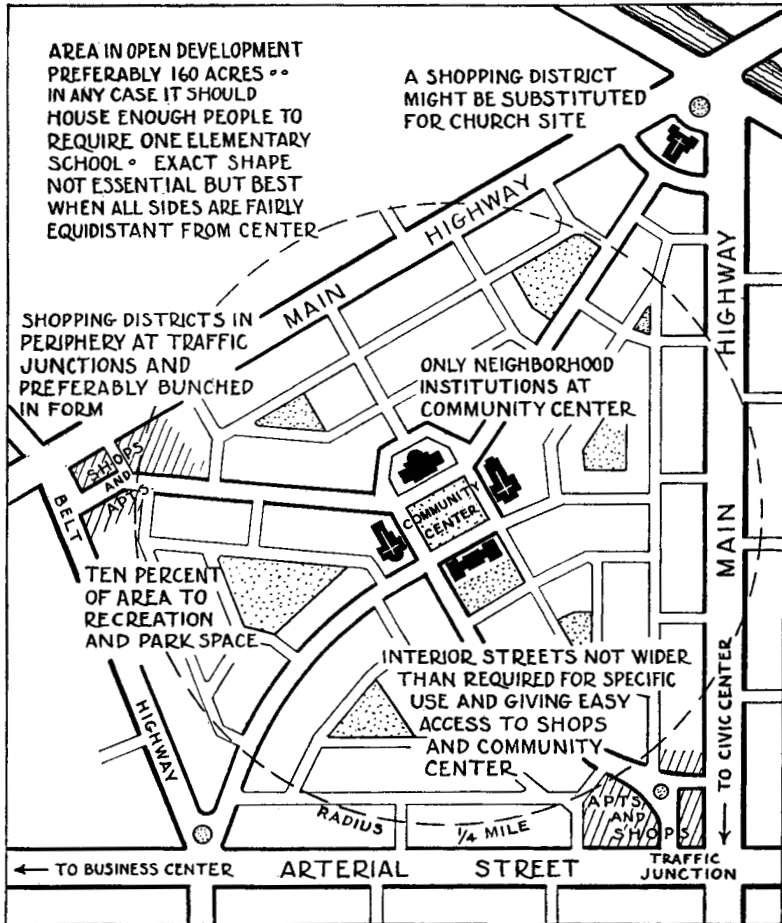 AREA IN OPEN DEVELOPMENT
PREFERABLY 160 ACRES ••
IN ANY CASE IT SHOULD
HOUSE ENOUGH PEOPLE TO
REQUIRE ONE ELEMENTARY
SCHOOL • EXACT SHAPE
NOT ESSENTIAL BUT BEST
WHEN ALL SIDES ARE FAIRLY
EQUIDISTANT FROM CENTER
A SHOPPING DISTRICT
MIGHT BE SUBSTITUTED
FOR CHURCH SITE
MAIN HIGHWAY
SHOPPING DISTRICTS IN
PERIPHERY AT TRAFFIC
JUNCTIONS AND
PREFERABLY BUNCHED
IN FORM
ONLY NEIGHBORHOOD
INSTITUTIONS AT
COMMUNITY CENTER
MAIN HIGHWAY
SHOPS
AND
APTS
BELT HIGHWAY
COMMUNITY
CENTER
TEN PERCENT
OF AREA TO
RECREATION
AND PARK SPACE
INTERIOR STREETS NOT WIDER
THAN REQUIRED FOR SPECIFIC
USE AND GIVING EASY
ACCESS TO SHOPS
AND COMMUNITY
CENTER
TO CIVIC CENTER
APTS
AND
SHOPS
RADIUS 1/4 MILE
TRAFFIC
JUNCTION
← TO BUSINESS CENTER
ARTERIAL STREET